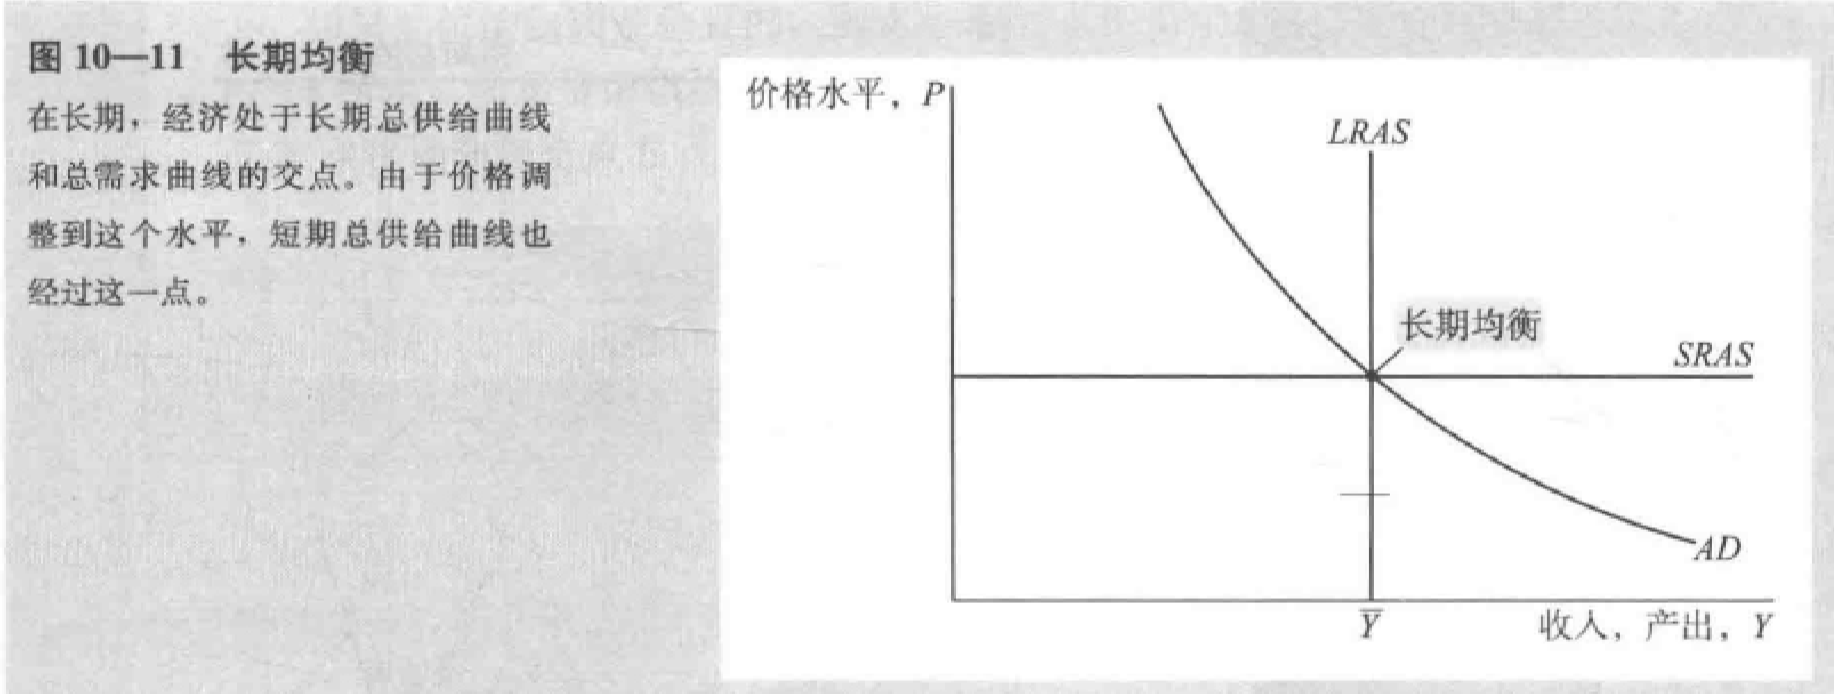 图 10—11 长期均衡
在长期，经济处于长期总供给曲线
和总需求曲线的交点。由于价格调
整到这个水平，短期总供给曲线也
经过这一点。
价格水平，P
LRAS
长期均衡
SRAS
AD
Y̅
收入，产出，Y